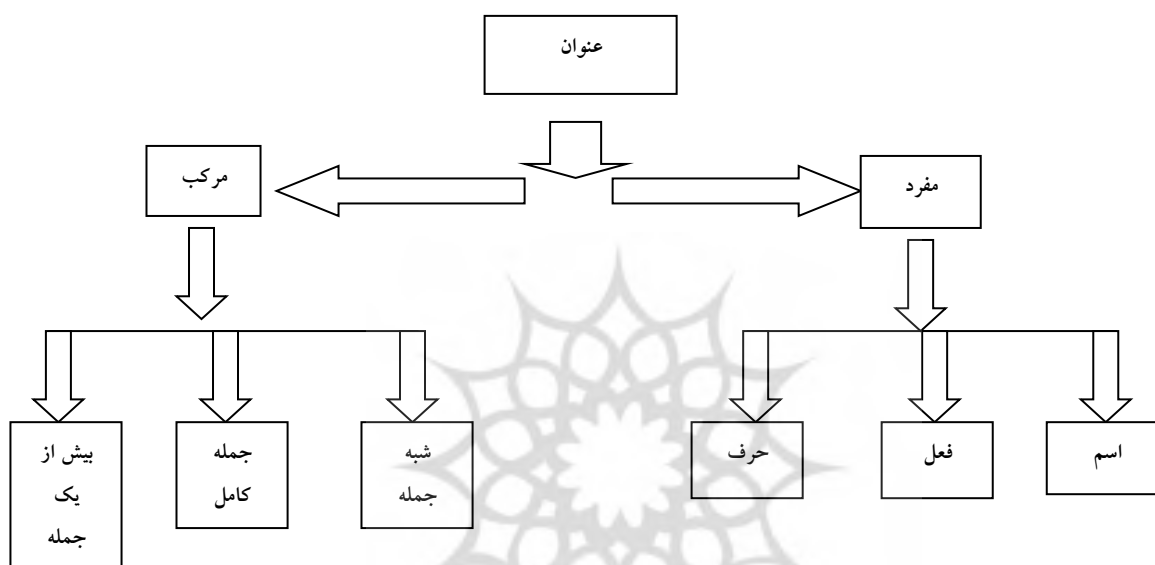 عنوان
مفرد
مرکب
اسم
فعل
حرف
شبه
جمله
جمله
کامل
بیش از
یک
جمله